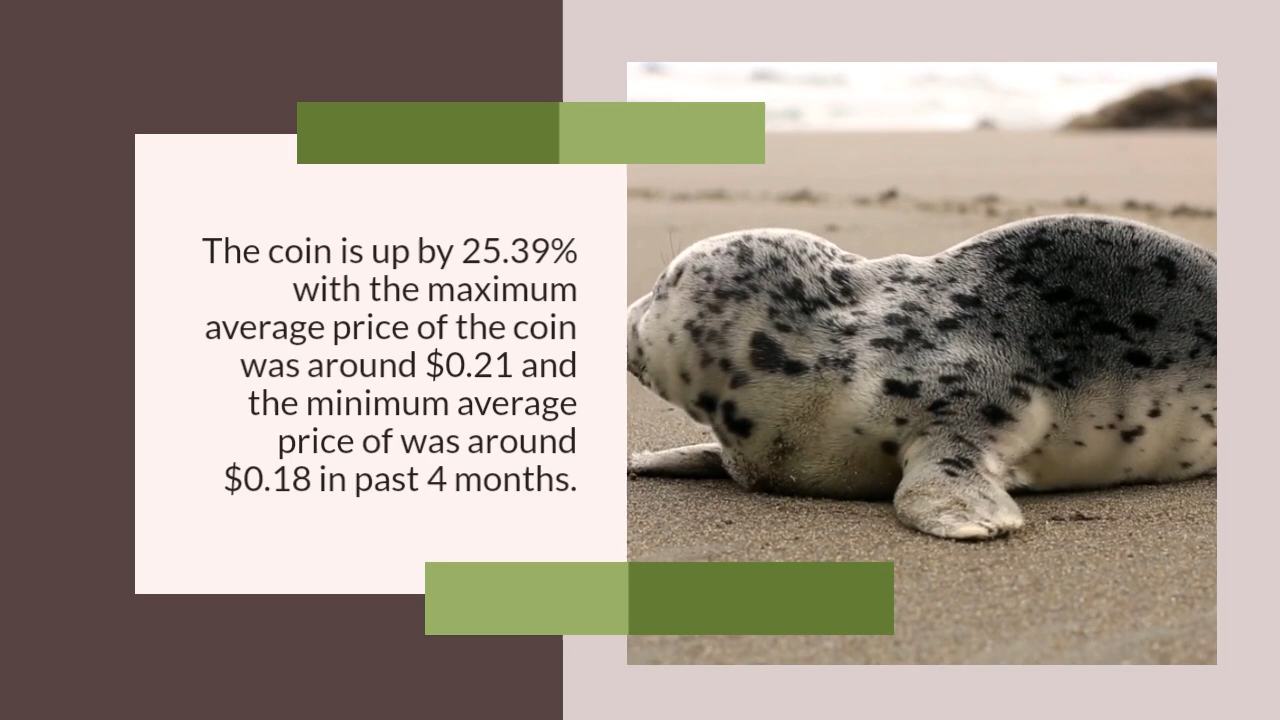 The coin is up by 25.39%
with the maximum
average price of the coin
was around $0.21 and
the minimum average
price of was around
$0.18 in past 4 months.